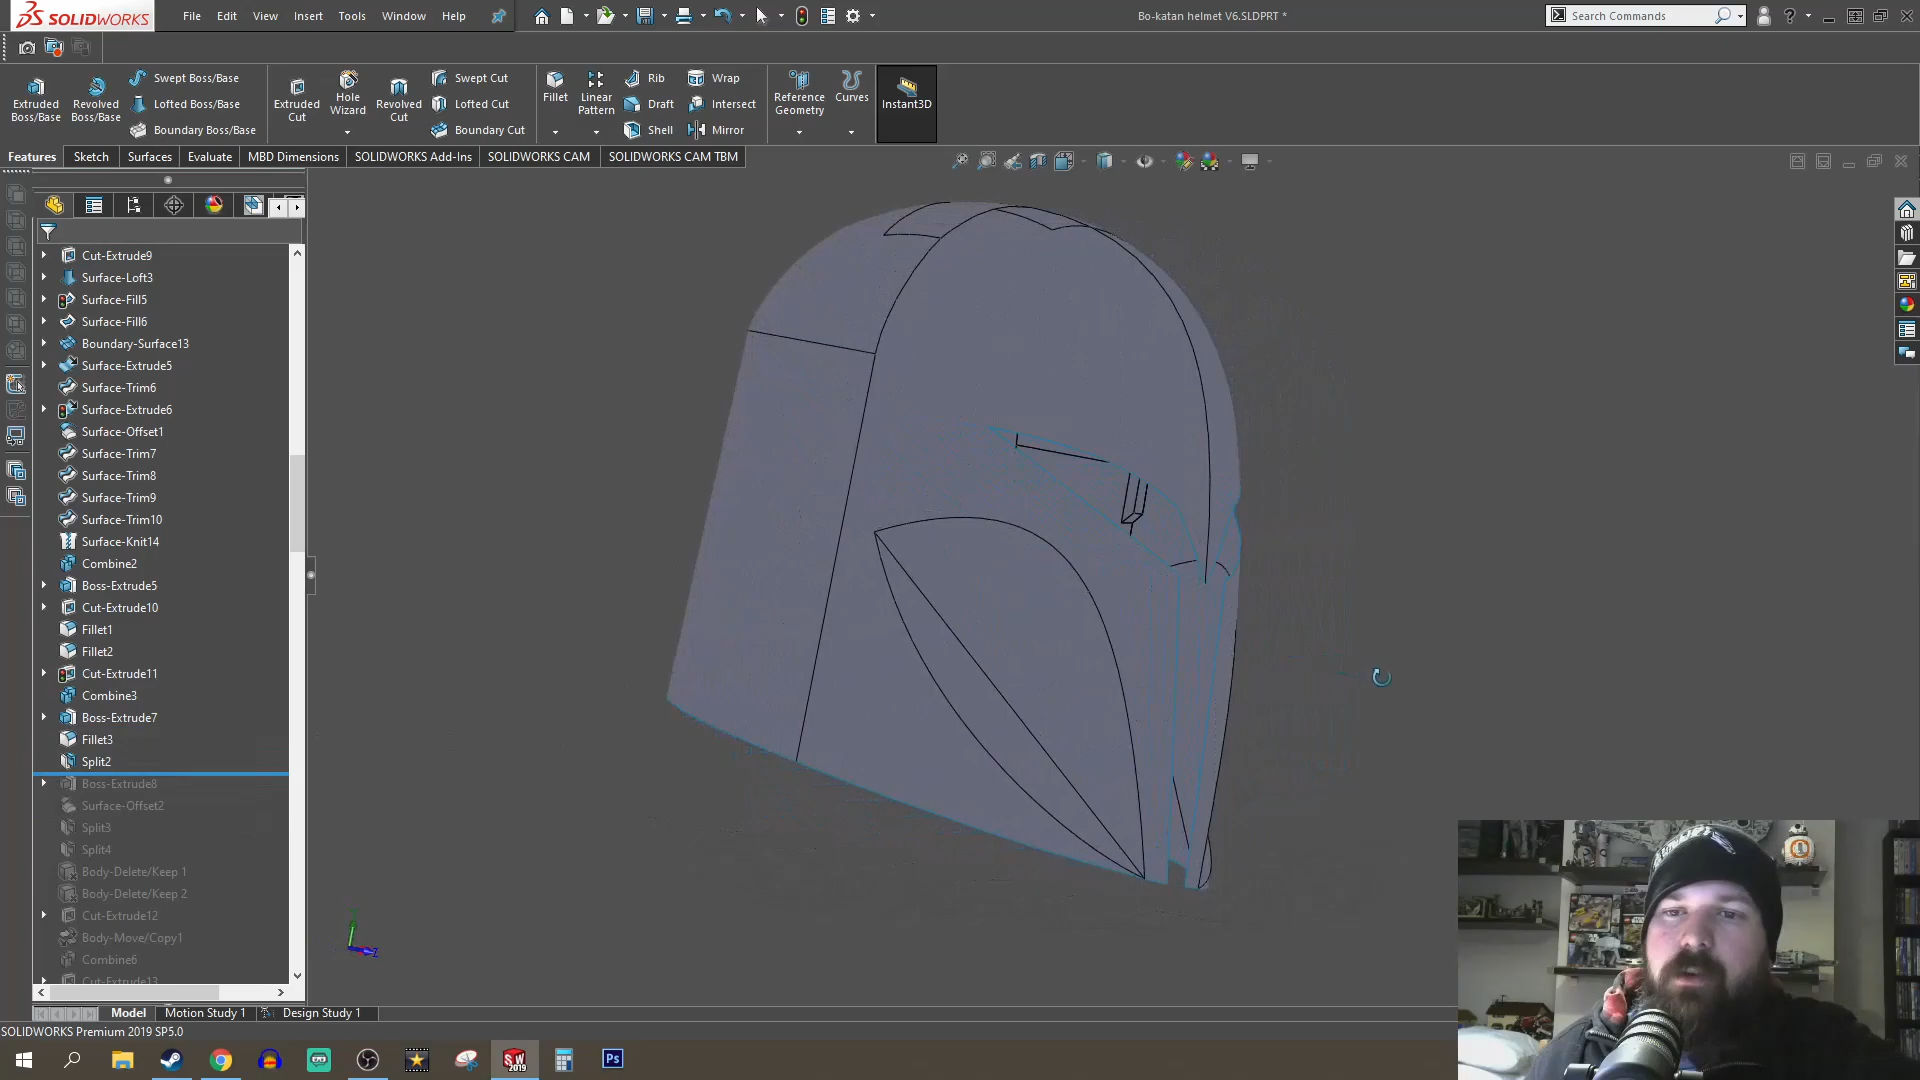 SOLIDWORKS File Edit View Insert Tools Window Help Bo-katan helmet V6.SLDPRT * Search Commands ?
Extruded Boss/Base
Revolved Boss/Base
Swept Boss/Base
Lofted Boss/Base
Boundary Boss/Base
Extruded Cut
Hole Wizard
Revolved Cut
Swept Cut
Lofted Cut
Boundary Cut
Fillet
Linear Pattern
Rib
Draft
Shell
Wrap
Intersect
Mirror
Reference Geometry
Curves
Instant3D
Features Sketch Surfaces Evaluate MBD Dimensions SOLIDWORKS Add-Ins SOLIDWORKS CAM SOLIDWORKS CAM TBM
Cut-Extrude9
Surface-Loft3
Surface-Fill5
Surface-Fill6
Boundary-Surface13
Surface-Extrude5
Surface-Trim6
Surface-Extrude6
Surface-Offset1
Surface-Trim7
Surface-Trim8
Surface-Trim9
Surface-Trim10
Surface-Knit14
Combine2
Boss-Extrude5
Cut-Extrude10
Fillet1
Fillet2
Cut-Extrude11
Combine3
Boss-Extrude7
Fillet3
Split2
Boss-Extrude8
Surface-Offset2
Split3
Split4
Body-Delete/Keep 1
Body-Delete/Keep 2
Cut-Extrude12
Body-Move/Copy1
Combine6
Cut-Extrude13
Model Motion Study 1 Design Study 1
SOLIDWORKS Premium 2019 SP5.0
SW 2019
Ps